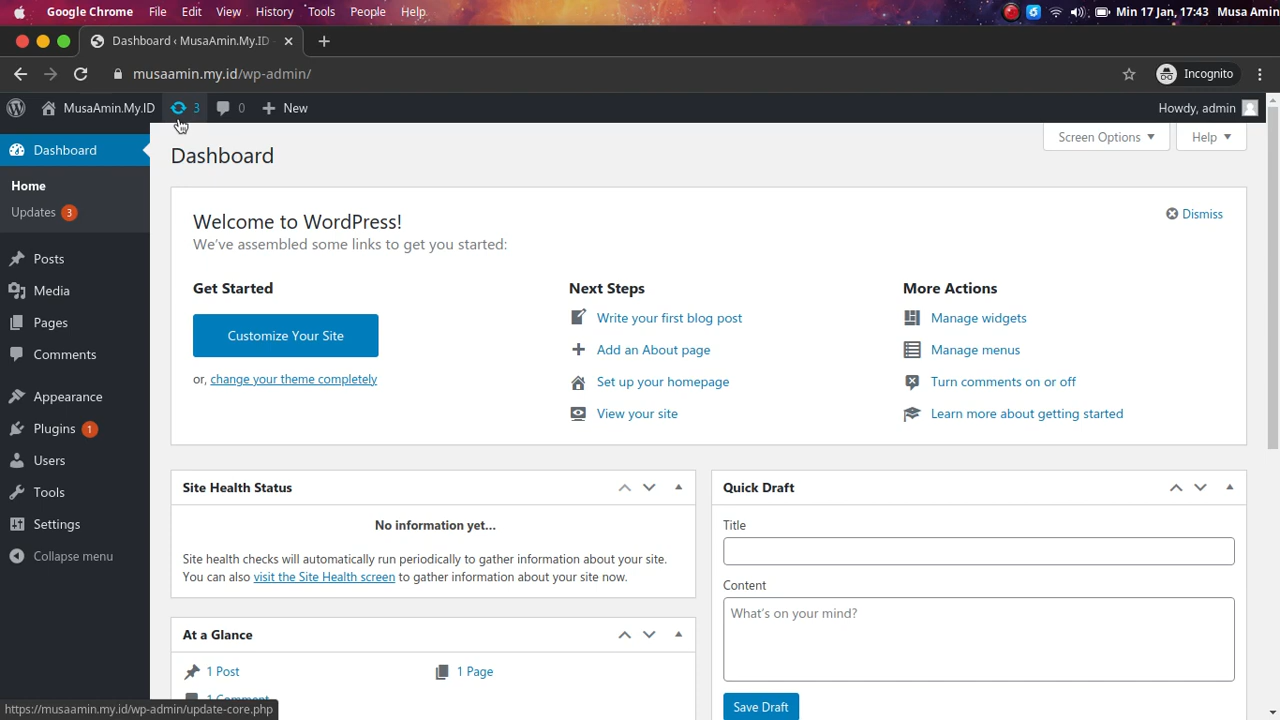 Google Chrome File Edit View History Tools People Help Min 17 Jan, 17:43 Musa Amin
Dashboard ‹ MusaAmin.My.ID
musaamin.my.id/wp-admin/ Incognito
MusaAmin.My.ID 3 0 New Howdy, admin
Screen Options Help
Dashboard
Home
Updates 3
Posts
Media
Pages
Comments
Appearance
Plugins 1
Users
Tools
Settings
Collapse menu
Dashboard
Welcome to WordPress!
Dismiss
We've assembled some links to get you started:
Get Started
Customize Your Site
or, change your theme completely
Next Steps
Write your first blog post
Add an About page
Set up your homepage
View your site
More Actions
Manage widgets
Manage menus
Turn comments on or off
Learn more about getting started
Site Health Status
No information yet...
Site health checks will automatically run periodically to gather information about your site.
You can also visit the Site Health screen to gather information about your site now.
At a Glance
1 Post 1 Page
1 Comment
Quick Draft
Title
Content
What's on your mind?
Save Draft
https://musaamin.my.id/wp-admin/update-core.php